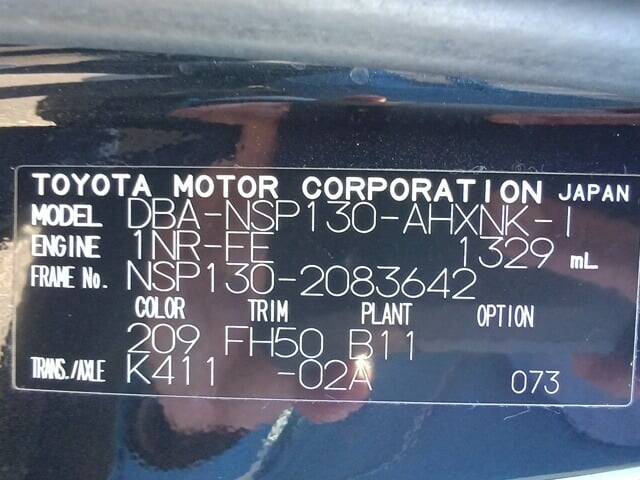 TOYOTA MOTOR CORPORATION JAPAN
MODEL DBA-NSP130-AHXNK-I
ENGINE 1NR-FE 1329 mL
FRAME No. NSP130-2083642
COLOR TRIM PLANT OPTION
209 FH50 B11
TRANS./AXLE K411 -02A 073